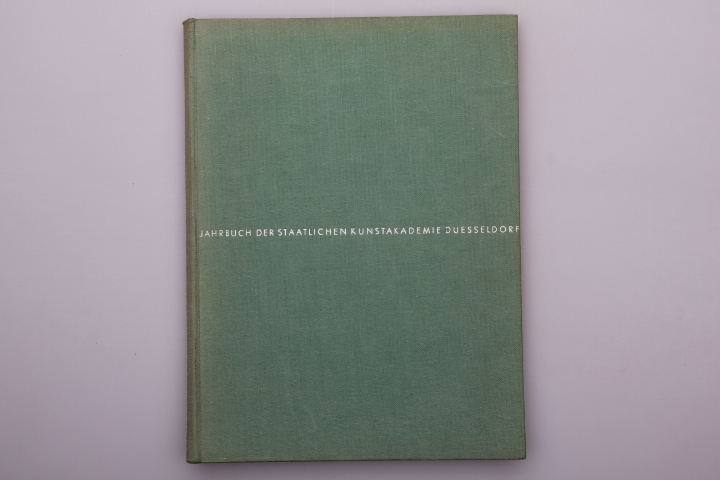 JAHRBUCH DER STAATLICHEN KUNSTAKADEMIE DUESSELDORF